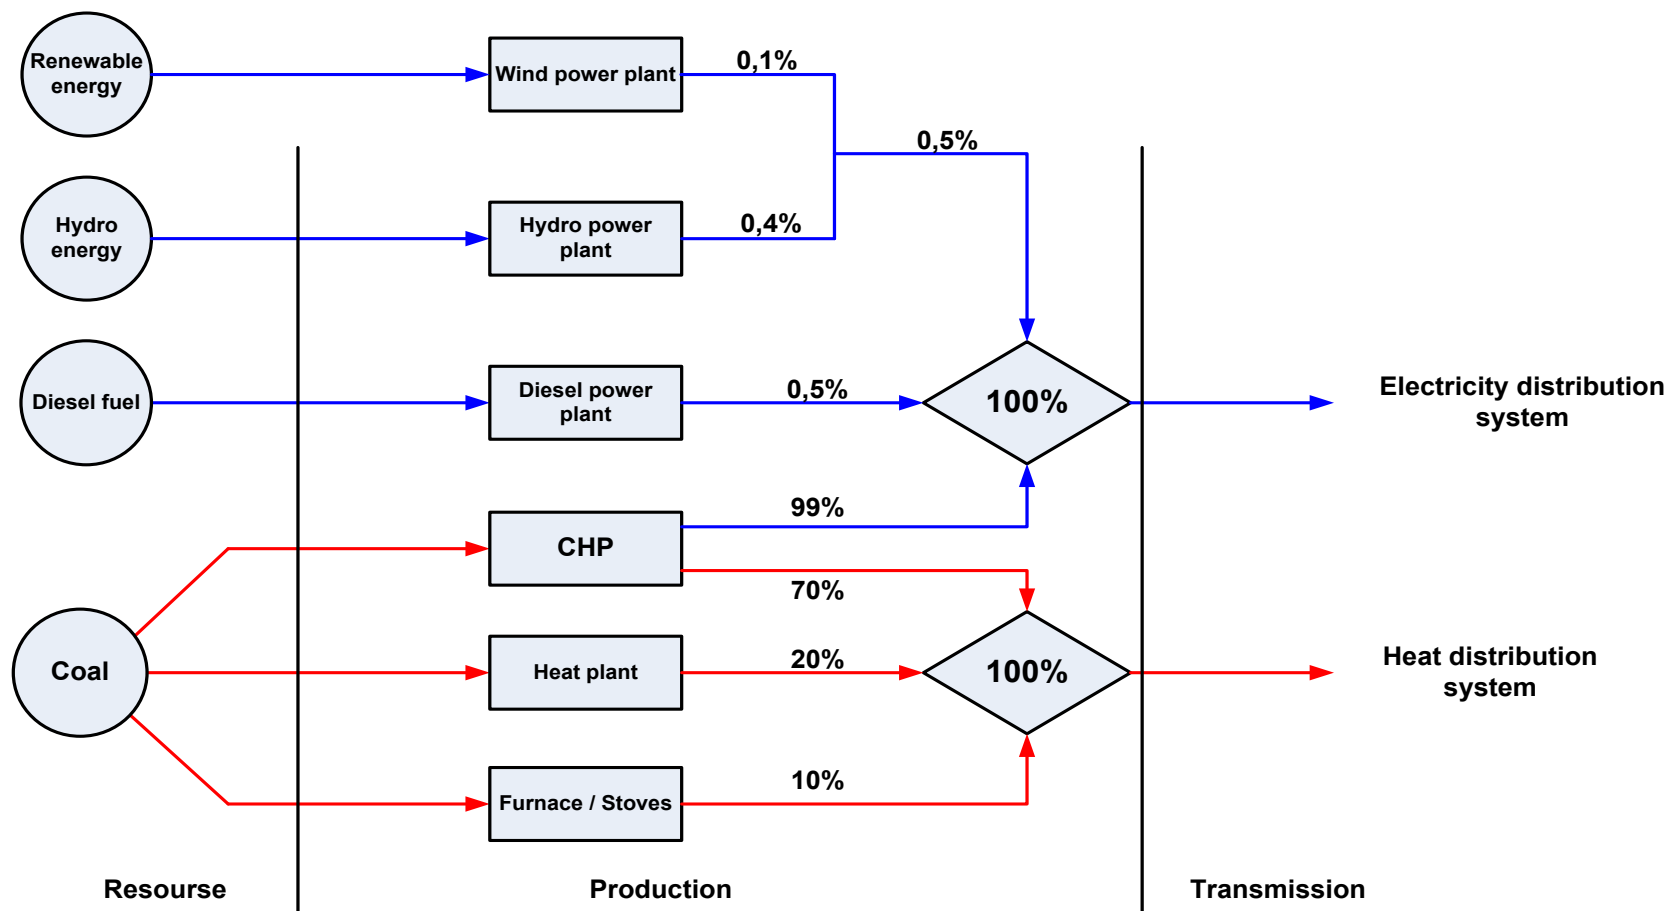 Renewable
energy
Wind power plant
0,1%
0,5%
Hydro
energy
Hydro power
plant
0,4%
Diesel fuel
Diesel power
plant
0,5%
100%
Electricity distribution
system
99%
CHP
70%
Coal
Heat plant
20%
100%
Heat distribution
system
Furnace / Stoves
10%
Resourse
Production
Transmission